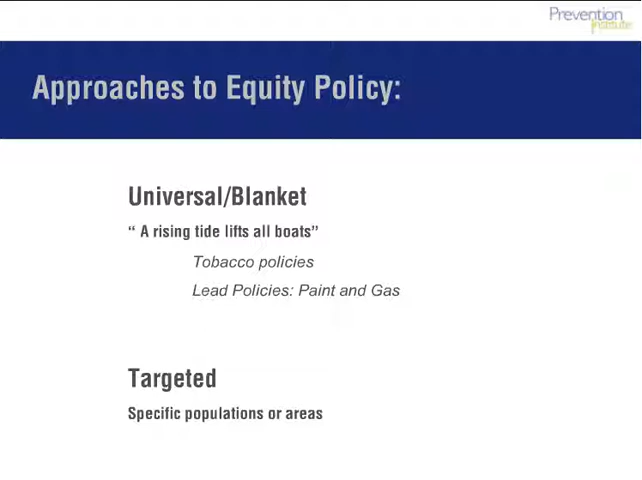 Prevention
Institute
Approaches to Equity Policy:
Universal/Blanket
“ A rising tide lifts all boats”
Tobacco policies
Lead Policies: Paint and Gas
Targeted
Specific populations or areas